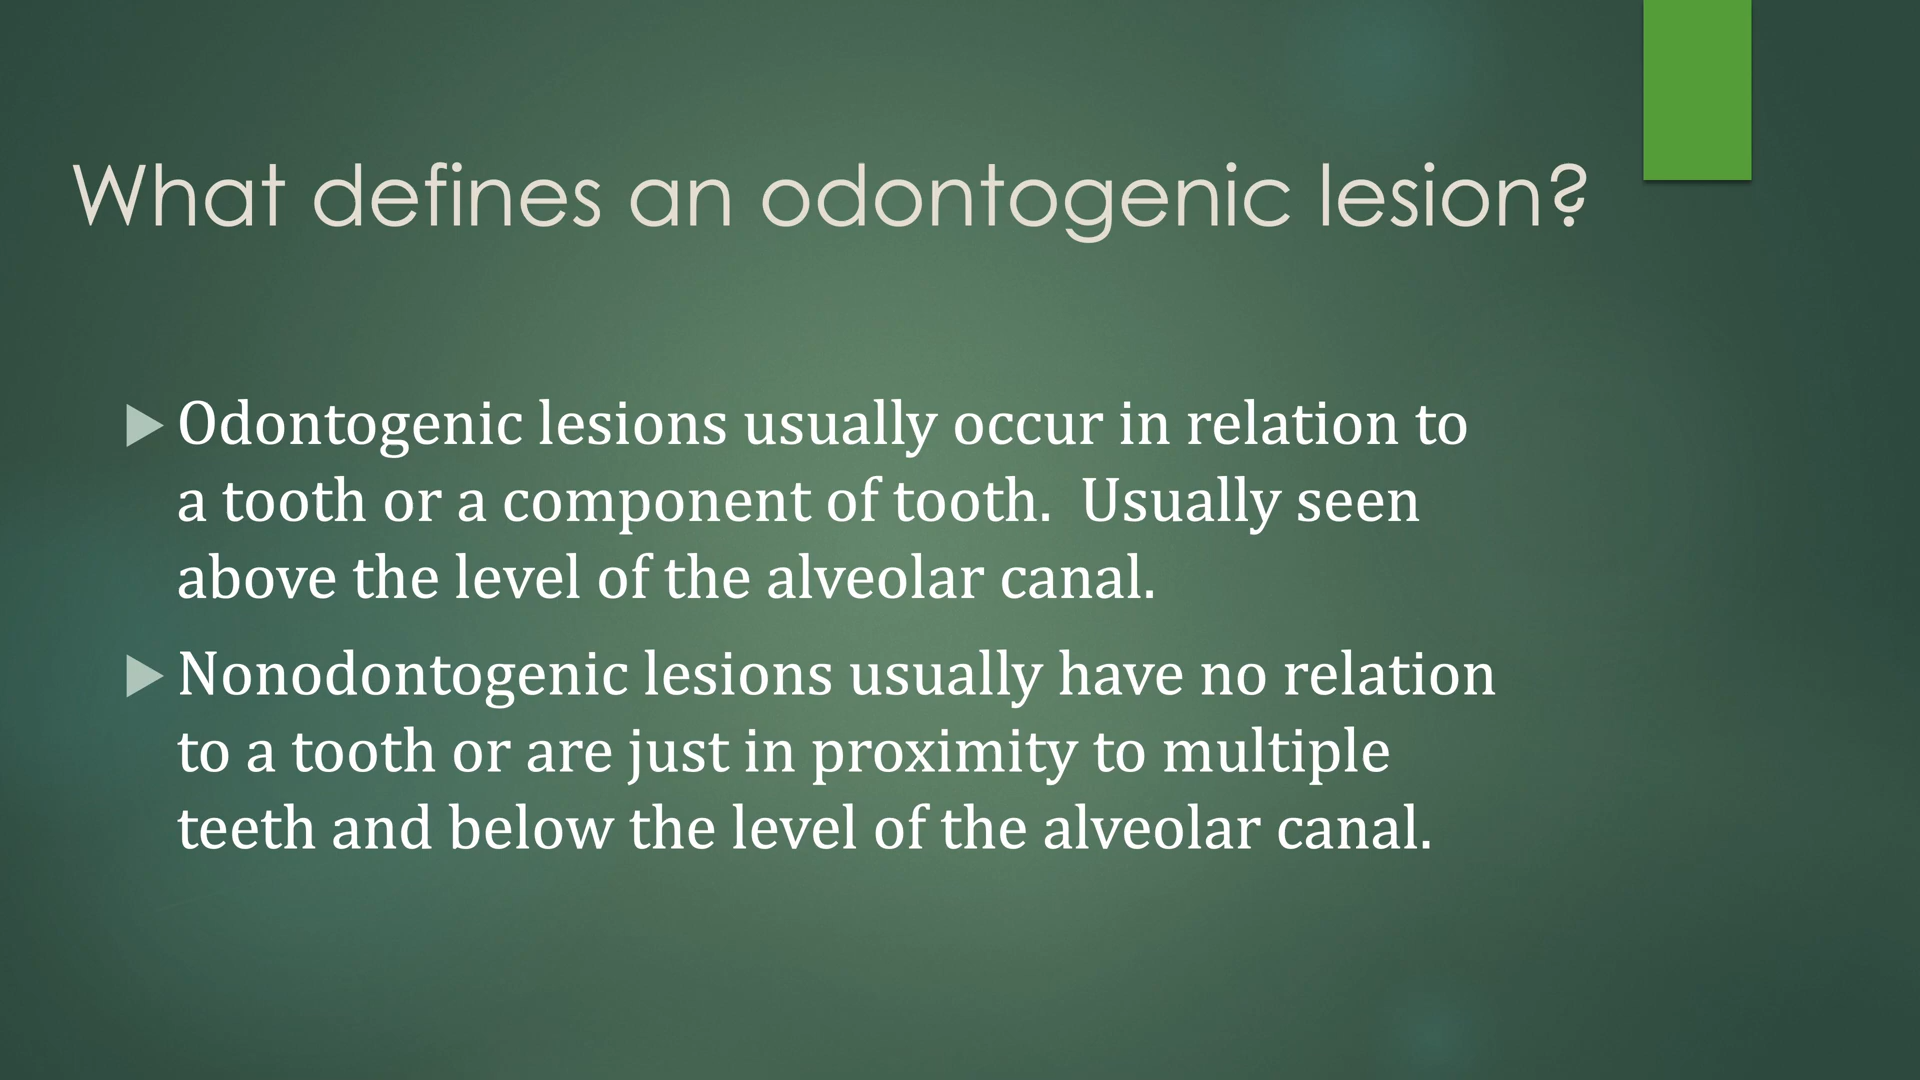 What defines an odontogenic lesion?
Odontogenic lesions usually occur in relation to
a tooth or a component of tooth.  Usually seen
above the level of the alveolar canal.
Nonodontogenic lesions usually have no relation
to a tooth or are just in proximity to multiple
teeth and below the level of the alveolar canal.